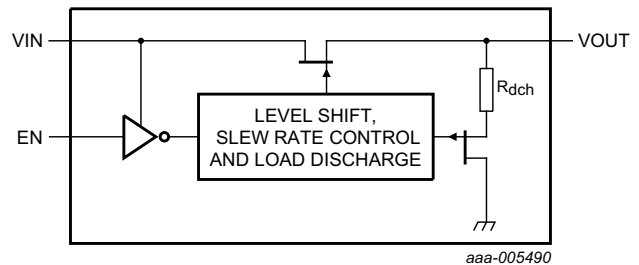 VIN
VOUT
Rdch
LEVEL SHIFT,
SLEW RATE CONTROL
AND LOAD DISCHARGE
EN
aaa-005490